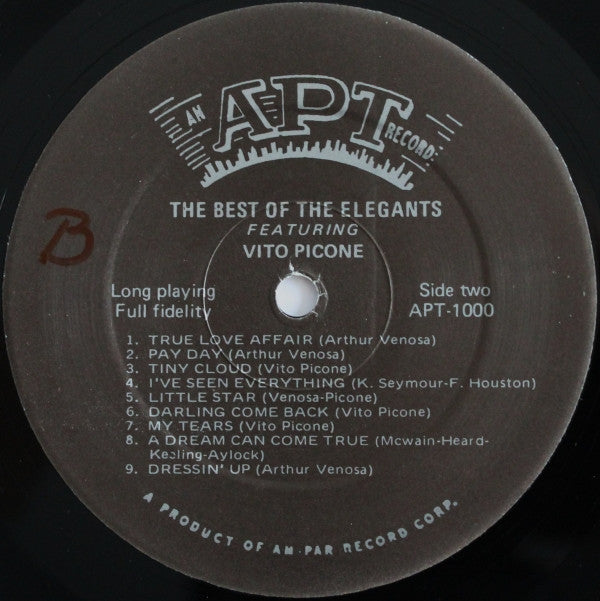 AN APT RECORD
THE BEST OF THE ELEGANTS
FEATURING
VITO PICONE
B
Long playing
Full fidelity
Side two
APT-1000
1. TRUE LOVE AFFAIR (Arthur Venosa)
2. PAY DAY (Arthur Venosa)
3. TINY CLOUD (Vito Picone)
4. I'VE SEEN EVERYTHING (K. Seymour-F. Houston)
5. LITTLE STAR (Venosa-Picone)
6. DARLING COME BACK (Vito Picone)
7. MY TEARS (Vito Picone)
8. A DREAM CAN COME TRUE (Mcwain-Heard-
Kealing-Aylock)
9. DRESSIN' UP (Arthur Venosa)
A PRODUCT OF AM-PAR RECORD CORP.